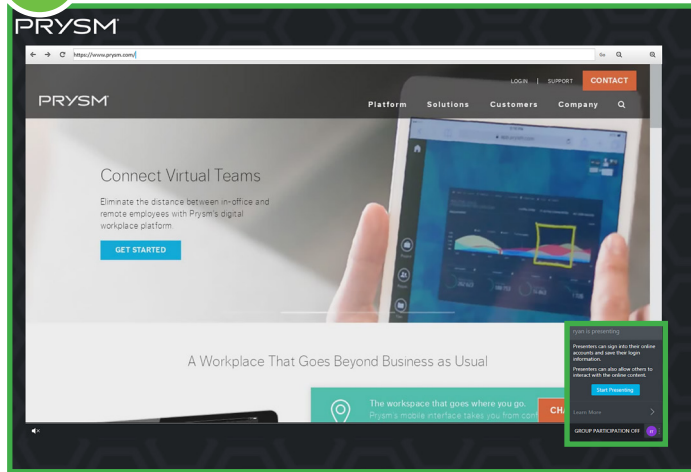 PRYSM
https://www.prysm.com/
Go
LOGIN | SUPPORT CONTACT
PRYSM
Platform Solutions Customers Company
Connect Virtual Teams
Eliminate the distance between in-office and
remote employees with Prysm's digital
workplace platform.
GET STARTED
A Workplace That Goes Beyond Business as Usual
The workspace that goes where you go.
Prysm's mobile interface takes you from
ryan is presenting
Presenters can sign into their online
accounts and save their login
information.
Presenters can also allow others to
interact with the online content.
Start Presenting
Learn More
GROUP PARTICIPATION OFF